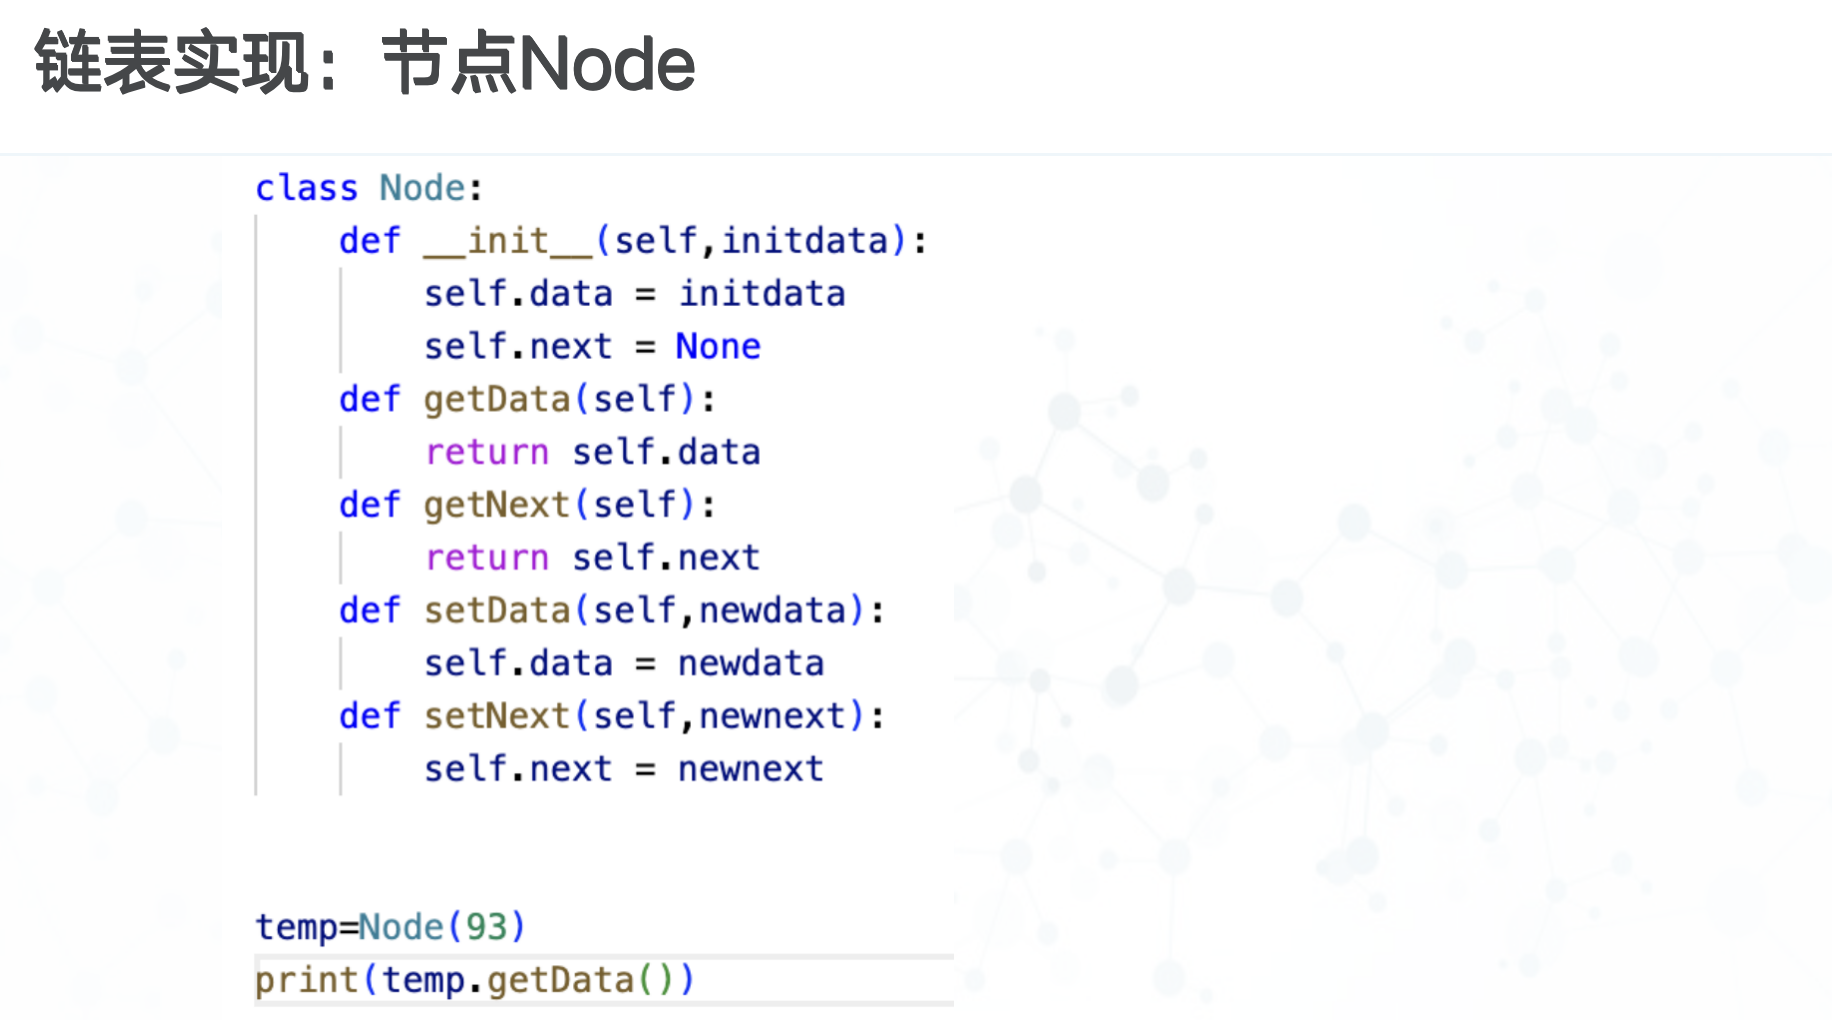 链表实现：节点Node
class Node:
    def __init__(self,initdata):
        self.data = initdata
        self.next = None
    def getData(self):
        return self.data
    def getNext(self):
        return self.next
    def setData(self,newdata):
        self.data = newdata
    def setNext(self,newnext):
        self.next = newnext
temp=Node(93)
print(temp.getData())